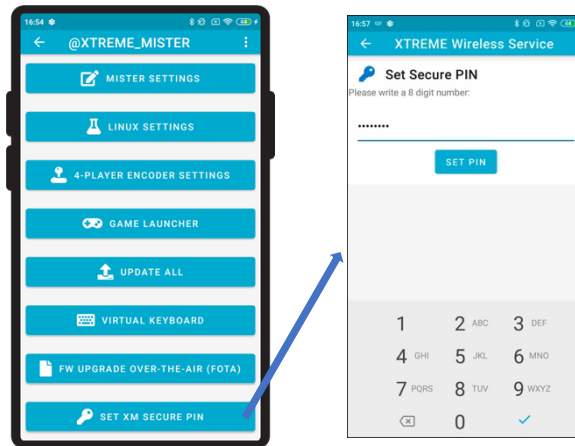 16:54
44
@XTREME_MISTER
MISTER SETTINGS
LINUX SETTINGS
4-PLAYER ENCODER SETTINGS
GAME LAUNCHER
UPDATE ALL
VIRTUAL KEYBOARD
FW UPGRADE OVER-THE-AIR (FOTA)
SET XM SECURE PIN
16:57
44
XTREME Wireless Service
Set Secure PIN
Please write a 8 digit number:
••••••••
SET PIN
1 2 ABC 3 DEF
4 GHI 5 JKL 6 MNO
7 PQRS 8 TUV 9 WXYZ
0